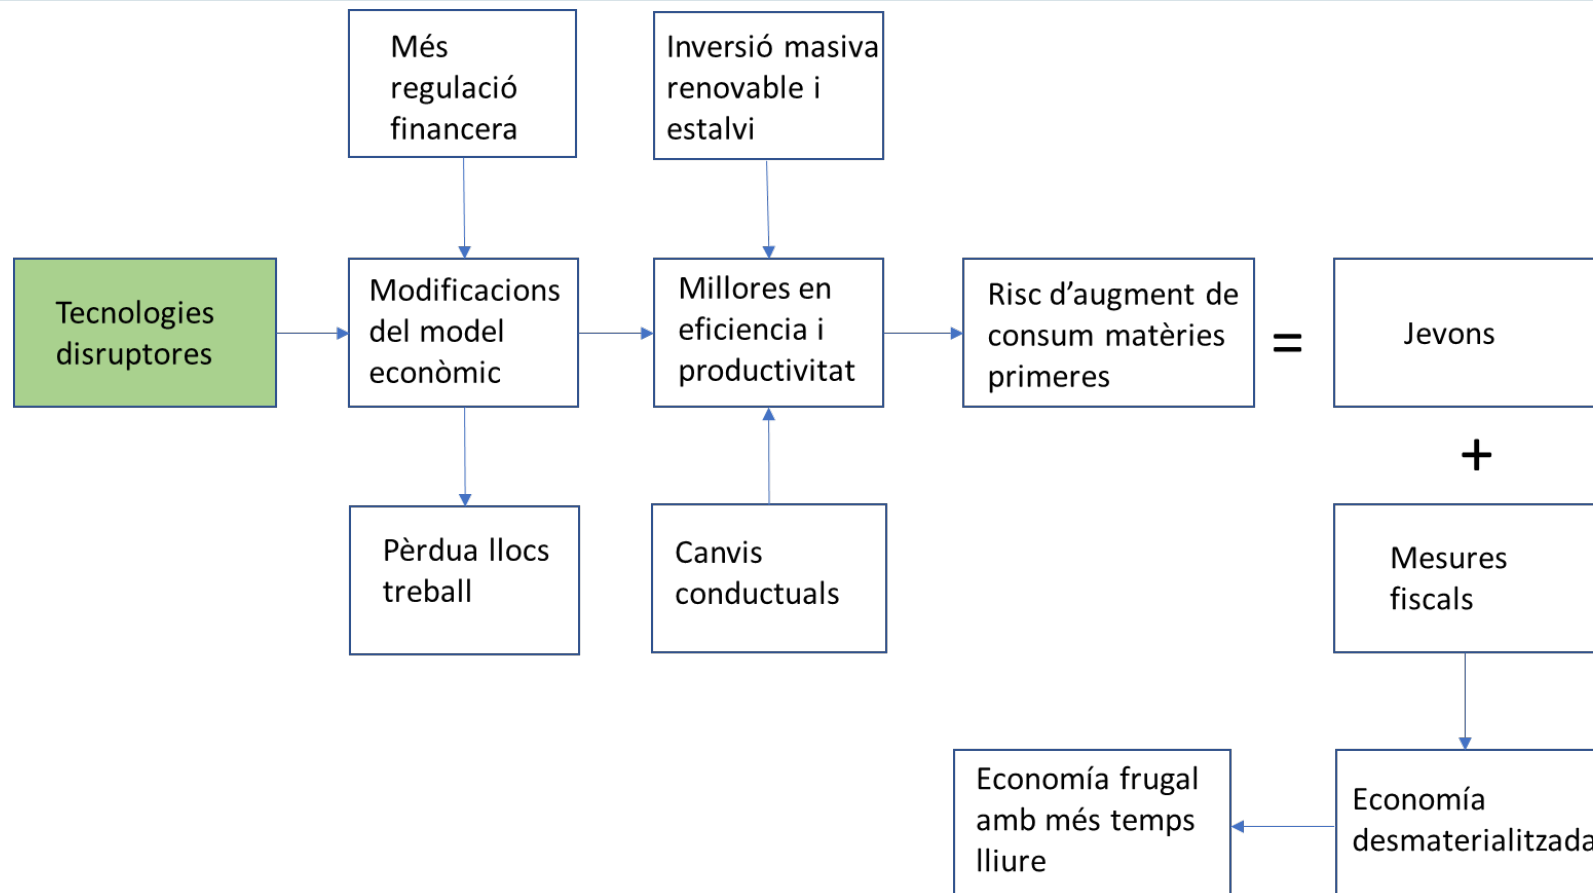 Més
regulació
financera
Inversió masiva
renovable i
estalvi
Tecnologies
disruptores
Modificacions
del model
econòmic
Millores en
eficiencia i
productivitat
Risc d’augment de
consum matèries
primeres
=
Jevons
+
Pèrdua llocs
treball
Canvis
conductuals
Mesures
fiscals
Economía frugal
amb més temps
lliure
Economía
desmaterialitzada